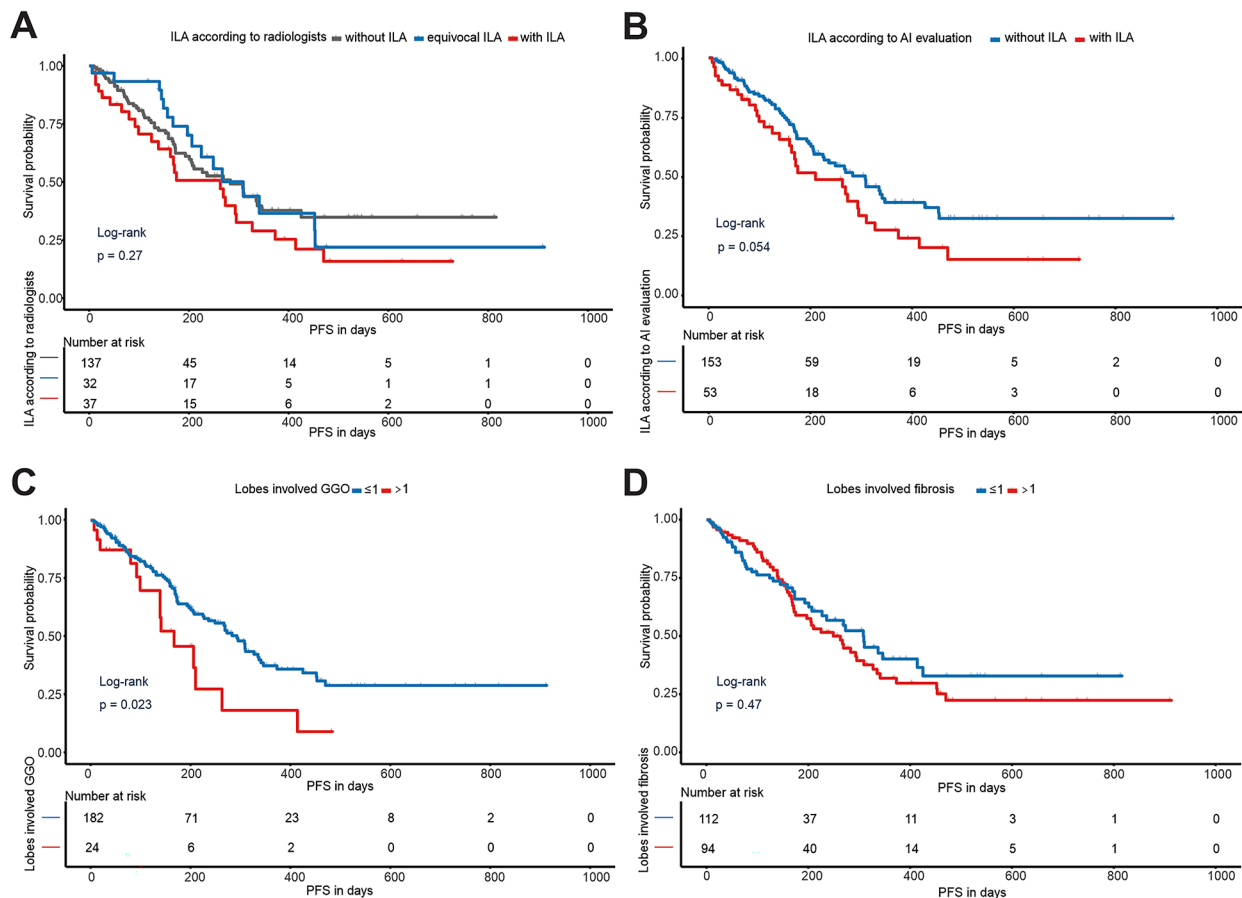 A
ILA according to radiologists without ILA equivocal ILA with ILA
Survival probability
1.00
0.75
0.50
0.25
0.00
Log-rank
p = 0.27
0 200 400 600 800 1000
PFS in days
ILA according to radiologists
Number at risk
137 45 14 5 1 0
32 17 5 1 1 0
37 15 6 2 0 0
0 200 400 600 800 1000
PFS in days
B
ILA according to AI evaluation without ILA with ILA
Survival probability
1.00
0.75
0.50
0.25
0.00
Log-rank
p = 0.054
0 200 400 600 800 1000
PFS in days
ILA according to AI evaluation
Number at risk
153 59 19 5 2 0
53 18 6 3 0 0
0 200 400 600 800 1000
PFS in days
C
Lobes involved GGO ≤1 >1
Survival probability
1.00
0.75
0.50
0.25
0.00
Log-rank
p = 0.023
0 200 400 600 800 1000
PFS in days
Lobes involved GGO
Number at risk
182 71 23 8 2 0
24 6 2 0 0 0
0 200 400 600 800 1000
PFS in days
D
Lobes involved fibrosis ≤1 >1
Survival probability
1.00
0.75
0.50
0.25
0.00
Log-rank
p = 0.47
0 200 400 600 800 1000
PFS in days
Lobes involved fibrosis
Number at risk
112 37 11 3 1 0
94 40 14 5 1 0
0 200 400 600 800 1000
PFS in days